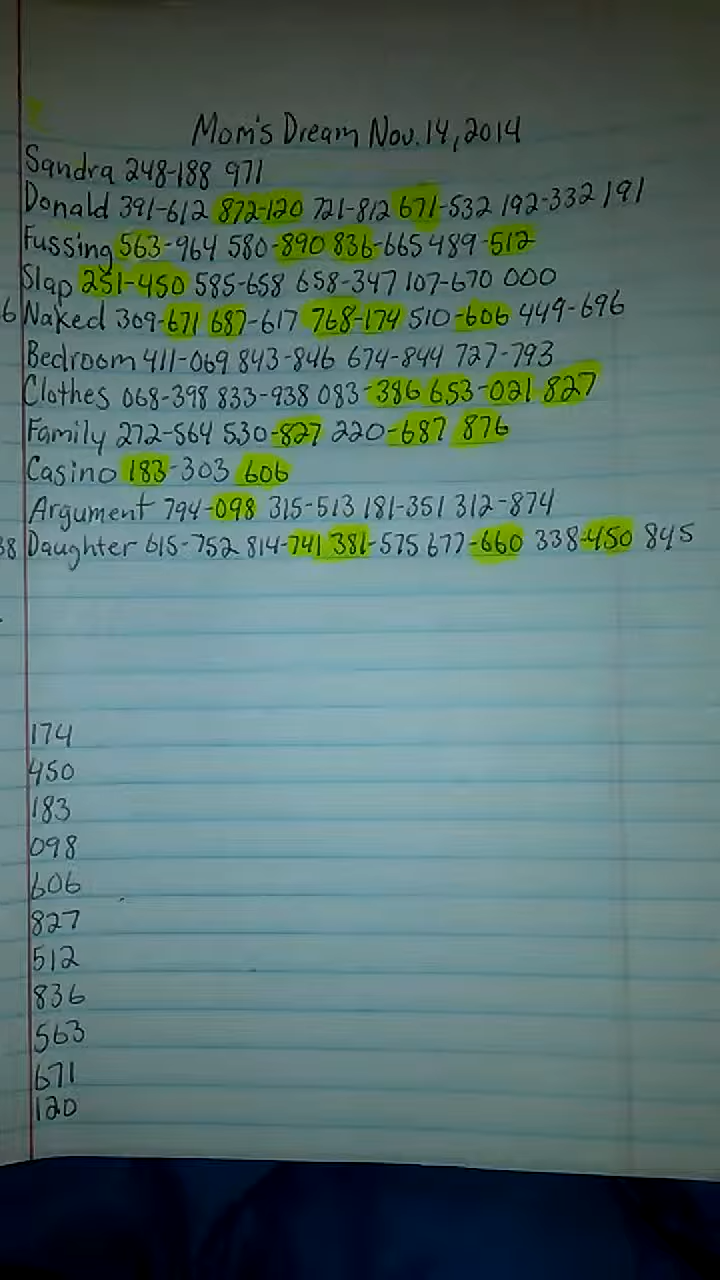 Mom's Dream Nov. 14, 2014
Sandra 248-188 971
Donald 391-612 872-120 721-812 671-532 192-332 191
Fussing 563-964 580-890 836-665 489-512
Slap 251-450 585-658 658-347 107-670 000
6 Naked 309-671 687-617 768-174 510-606 449-696
Bedroom 411-069 843-846 674-844 727-793
Clothes 068-398 833-938 083-386 653-021 827
Family 272-564 530-827 220-687 876
Casino 183-303 606
Argument 794-098 315-513 181-351 312-874
38 Daughter 615-752 814-741 381-575 677-660 338-450 845
174
450
183
098
606
827
512
836
563
671
120